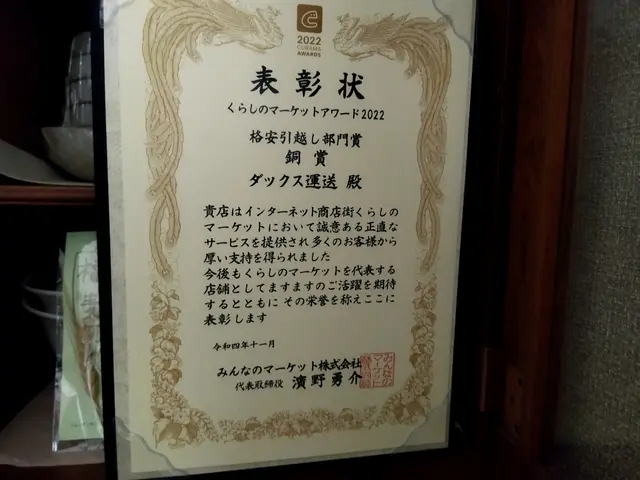 2022
CURAMA
AWARDS
表彰状
くらしのマーケットアワード2022
格安引越し部門賞
銅賞
ダックス運送 殿
貴店はインターネット商店街くらしの
マーケットにおいて誠意ある正直な
サービスを提供され多くのお客様から
厚い支持を得られました
今後もくらしのマーケットを代表する
店舗としてますますのご活躍を期待
するとともに その栄誉を称えここに
表彰します
令和四年十一月
みんなのマーケット株式会社
代表取締役 濱野勇介